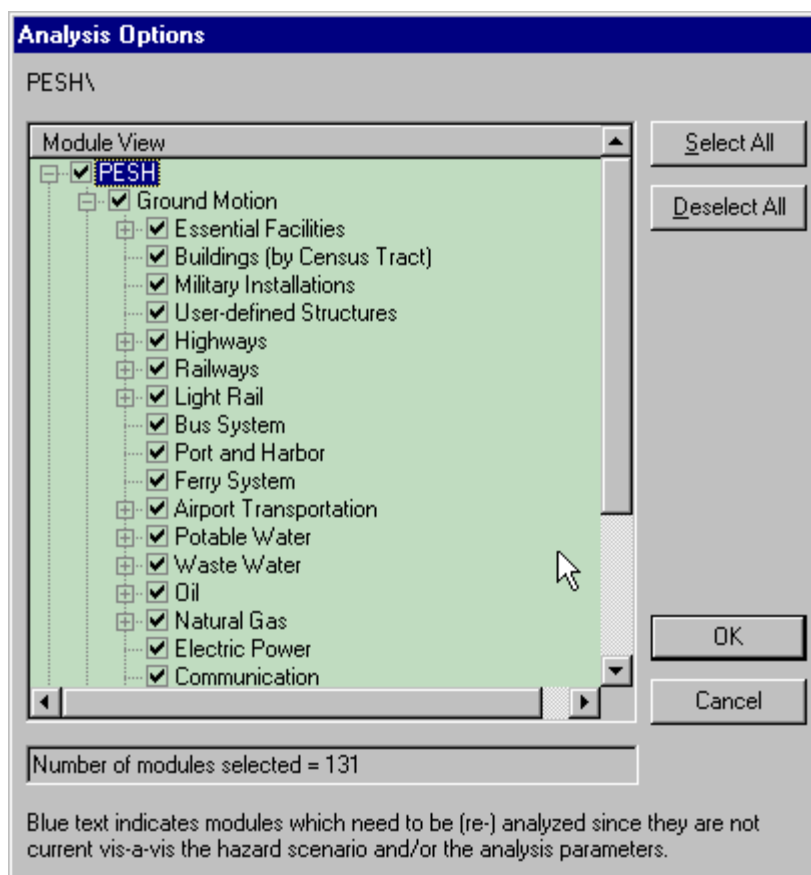 Analysis Options
PESH\
Module View
Select All
PESH
Ground Motion
Deselect All
Essential Facilities
Buildings (by Census Tract)
Military Installations
User-defined Structures
Highways
Railways
Light Rail
Bus System
Port and Harbor
Ferry System
Airport Transportation
Potable Water
Waste Water
Oil
Natural Gas
OK
Electric Power
Communication
Cancel
Number of modules selected = 131
Blue text indicates modules which need to be (re-) analyzed since they are not
current vis-a-vis the hazard scenario and/or the analysis parameters.